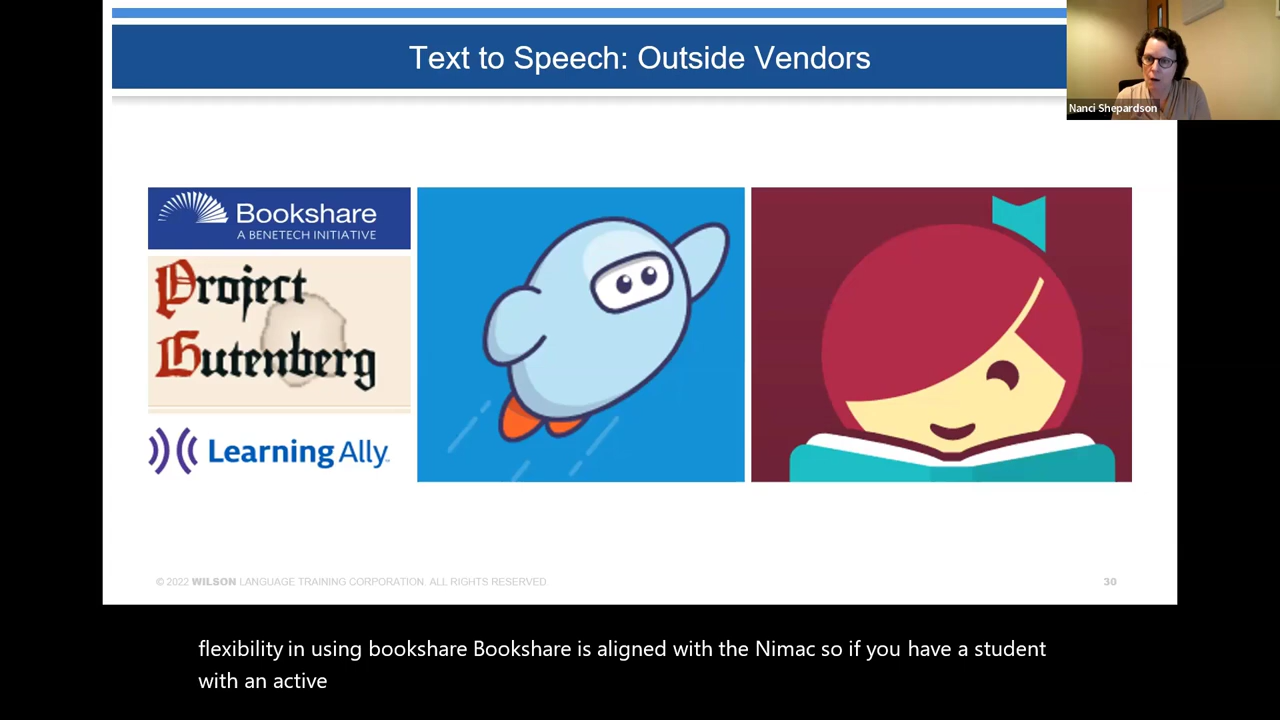 Text to Speech: Outside Vendors
Nanci Shepardson
Bookshare
A BENETECH INITIATIVE
Project
Gutenberg
Learning Ally
© 2022 WILSON LANGUAGE TRAINING CORPORATION. ALL RIGHTS RESERVED
30
flexibility in using bookshare Bookshare is aligned with the Nimac so if you have a student
with an active